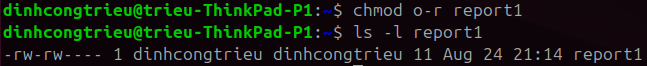 dinhcongtrieu@trieu-ThinkPad-P1:~$ chmod o-r report1
dinhcongtrieu@trieu-ThinkPad-P1:~$ ls -l report1
-rw-rw---- 1 dinhcongtrieu dinhcongtrieu 11 Aug 24 21:14 report1